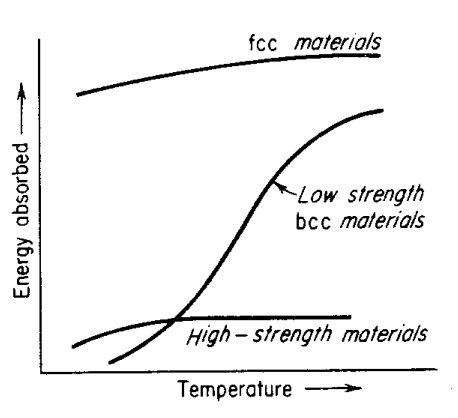 fcc materials
Energy absorbed
Low strength
bcc materials
High-strength materials
Temperature